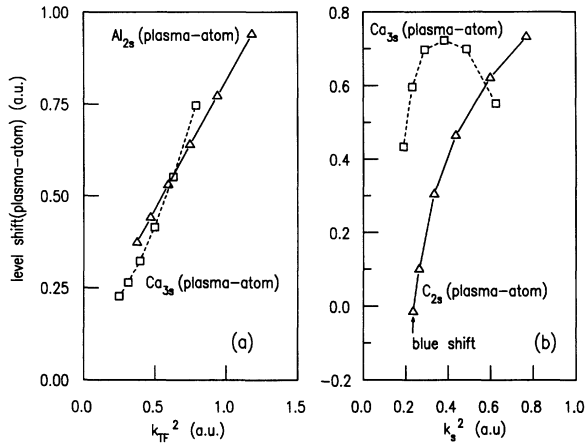 Al2s (plasma-atom)
Ca3s (plasma-atom)
level shift(plasma-atom) (a.u.)
1.00
0.75
0.50
0.25
0.00
Ca3s (plasma-atom)
(a)
0.0 0.5 1.0 1.5
kTF² (a.u.)
0.8
0.6
0.4
0.2
0.0
−0.2
C2s (plasma-atom)
blue shift
(b)
0.0 0.2 0.4 0.6 0.8
ks² (a.u)